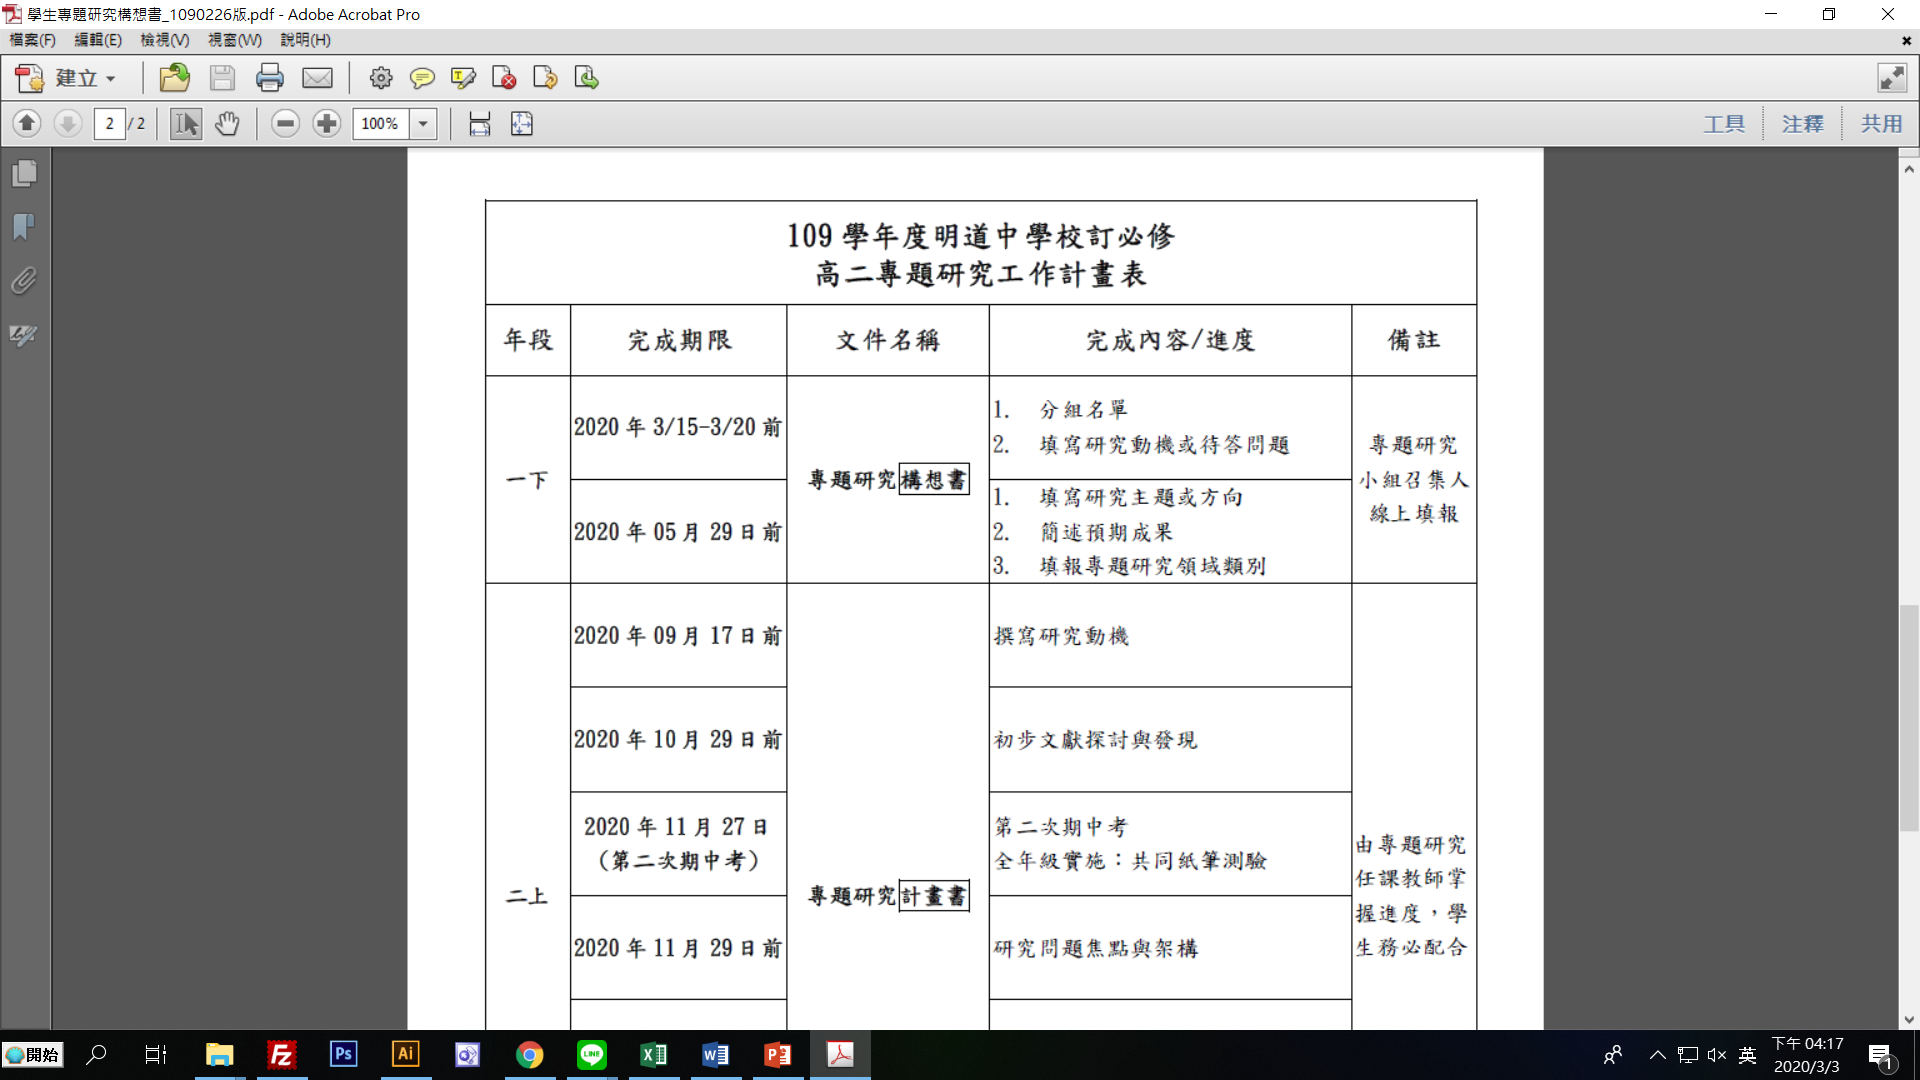 學生專題研究構想書_1090226版.pdf - Adobe Acrobat Pro
檔案(F) 編輯(E) 檢視(V) 視窗(W) 說明(H)
建立
2 / 2 100% 工具 注釋 共用
109 學年度明道中學校訂必修
高二專題研究工作計畫表
年段 完成期限 文件名稱 完成內容/進度 備註
一下
2020 年 3/15-3/20 前
專題研究構想書
1. 分組名單
2. 填寫研究動機或待答問題
2020 年 05 月 29 日前
1. 填寫研究主題或方向
2. 簡述預期成果
3. 填報專題研究領域類別
專題研究
小組召集人
線上填報
二上
2020 年 09 月 17 日前
專題研究計畫書
撰寫研究動機
2020 年 10 月 29 日前
初步文獻探討與發現
2020 年 11 月 27 日
(第二次期中考)
第二次期中考
全年級實施：共同紙筆測驗
2020 年 11 月 29 日前
研究問題焦點與架構
由專題研究
任課教師掌
握進度，學
生務必配合
開始
Fz
Ps
Ai
LINE
英
下午 04:17
2020/3/3
1